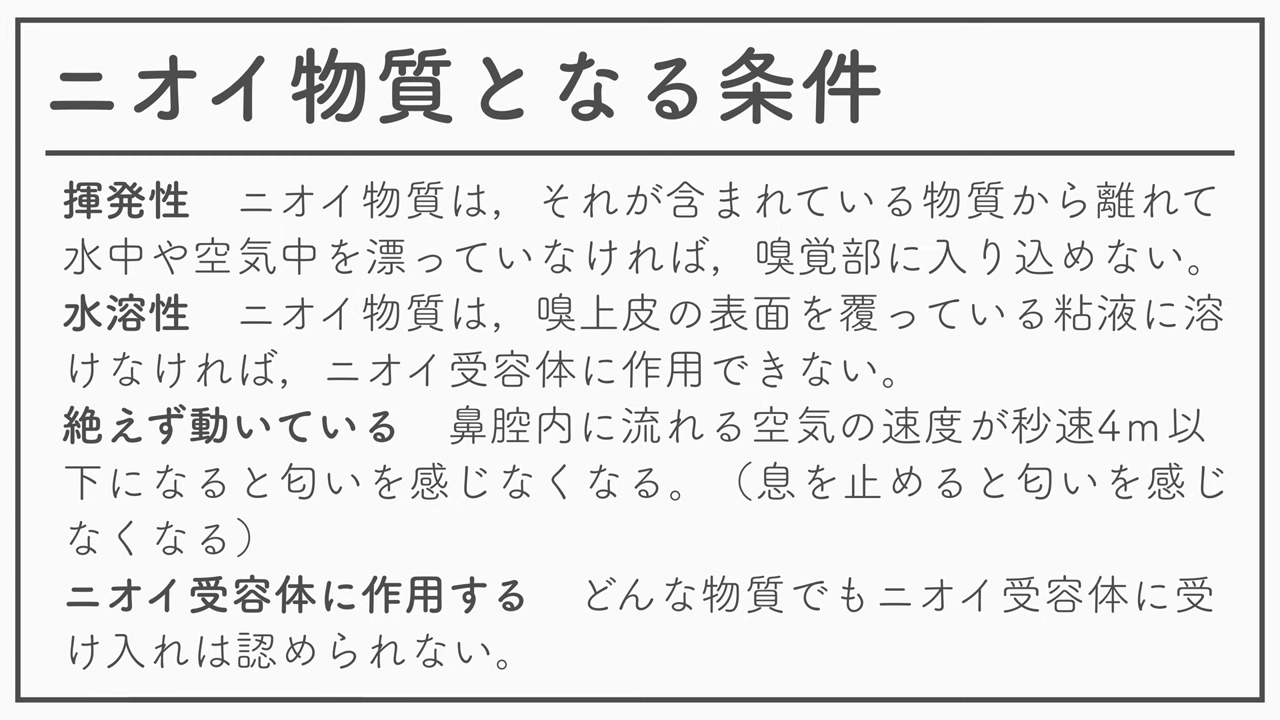 ニオイ物質となる条件
揮発性　ニオイ物質は，それが含まれている物質から離れて
水中や空気中を漂っていなければ，嗅覚部に入り込めない。
水溶性　ニオイ物質は，嗅上皮の表面を覆っている粘液に溶
けなければ，ニオイ受容体に作用できない。
絶えず動いている　鼻腔内に流れる空気の速度が秒速4ｍ以
下になると匂いを感じなくなる。（息を止めると匂いを感じ
なくなる）
ニオイ受容体に作用する　どんな物質でもニオイ受容体に受
け入れは認められない。